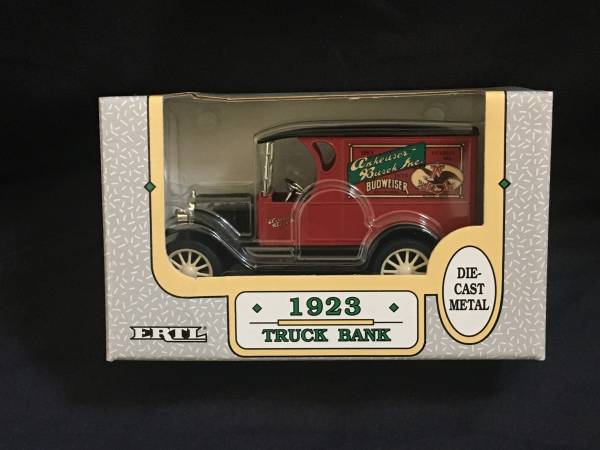 Anheuser-
Busch Inc.
BUDWEISER
DIE-
CAST
METAL
1923
TRUCK BANK
ERTL